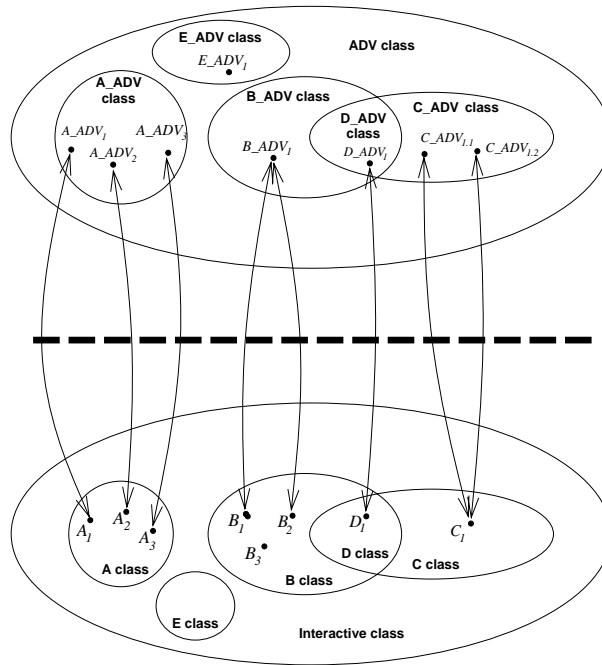 E_ADV class
E_ADV1
ADV class
A_ADV
class
A_ADV1
A_ADV2
A_ADV3
B_ADV class
B_ADV1
D_ADV
class
D_ADV1
C_ADV class
C_ADV1.1
C_ADV1.2
A1
A2
A3
A class
B1
B2
B3
B class
D1
D class
C1
C class
E class
Interactive class